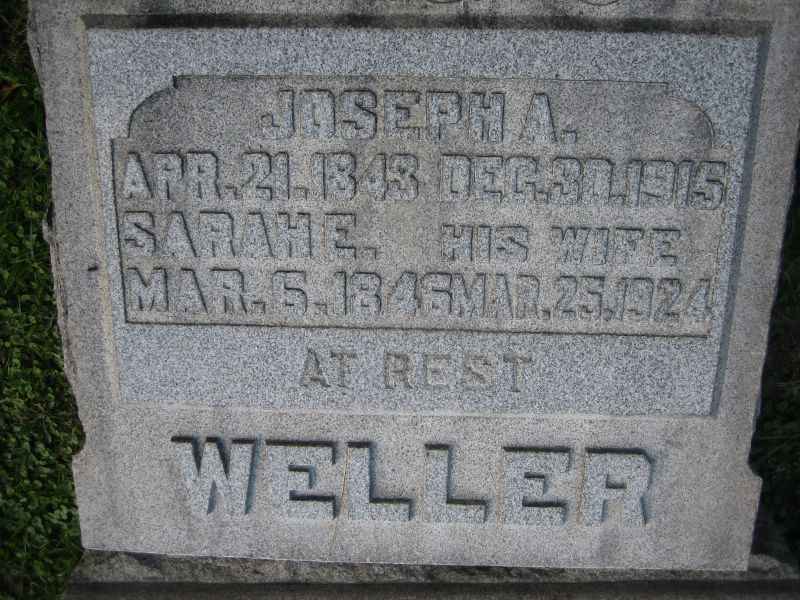 JOSEPH A.
APR. 21. 1843 DEC. 30. 1915
SARAH E. HIS WIFE
MAR. 6. 1846 MAR. 25. 1924
AT REST
WELLER